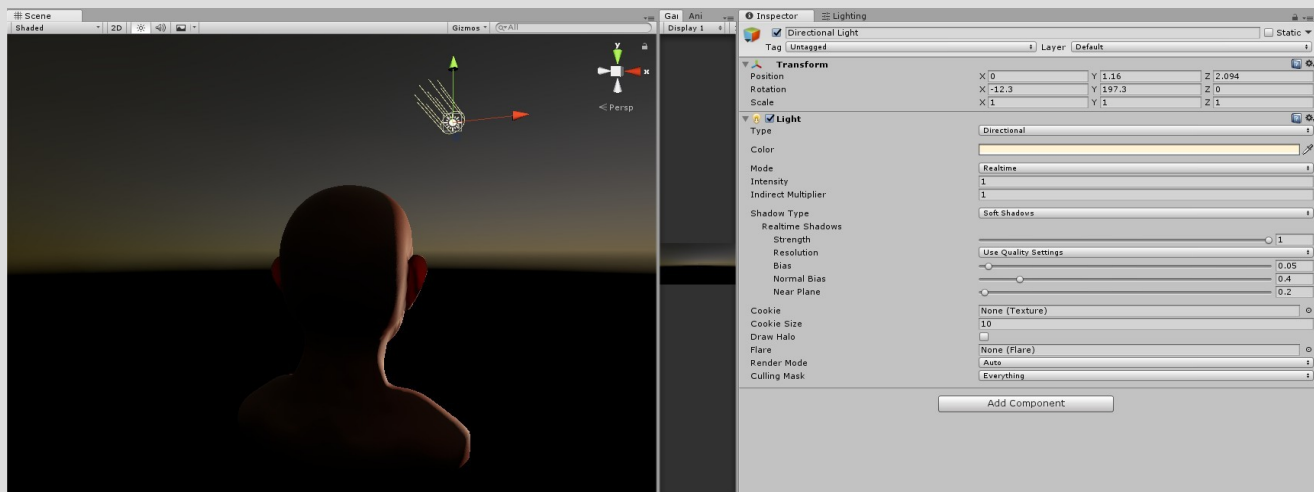 Scene
Gar Ani
Inspector Lighting
Shaded 2D Gizmos Q▾All
Display 1
Directional Light Static
Tag Untagged Layer Default
Transform
Position X 0 Y 1.16 Z 2.094
Rotation X -12.3 Y 197.3 Z 0
Scale X 1 Y 1 Z 1
Light
Type Directional
Color
Mode Realtime
Intensity 1
Indirect Multiplier 1
Shadow Type Soft Shadows
Realtime Shadows
Strength 1
Resolution Use Quality Settings
Bias 0.05
Normal Bias 0.4
Near Plane 0.2
Cookie None (Texture)
Cookie Size 10
Draw Halo
Flare None (Flare)
Render Mode Auto
Culling Mask Everything
Add Component
y
x
Persp